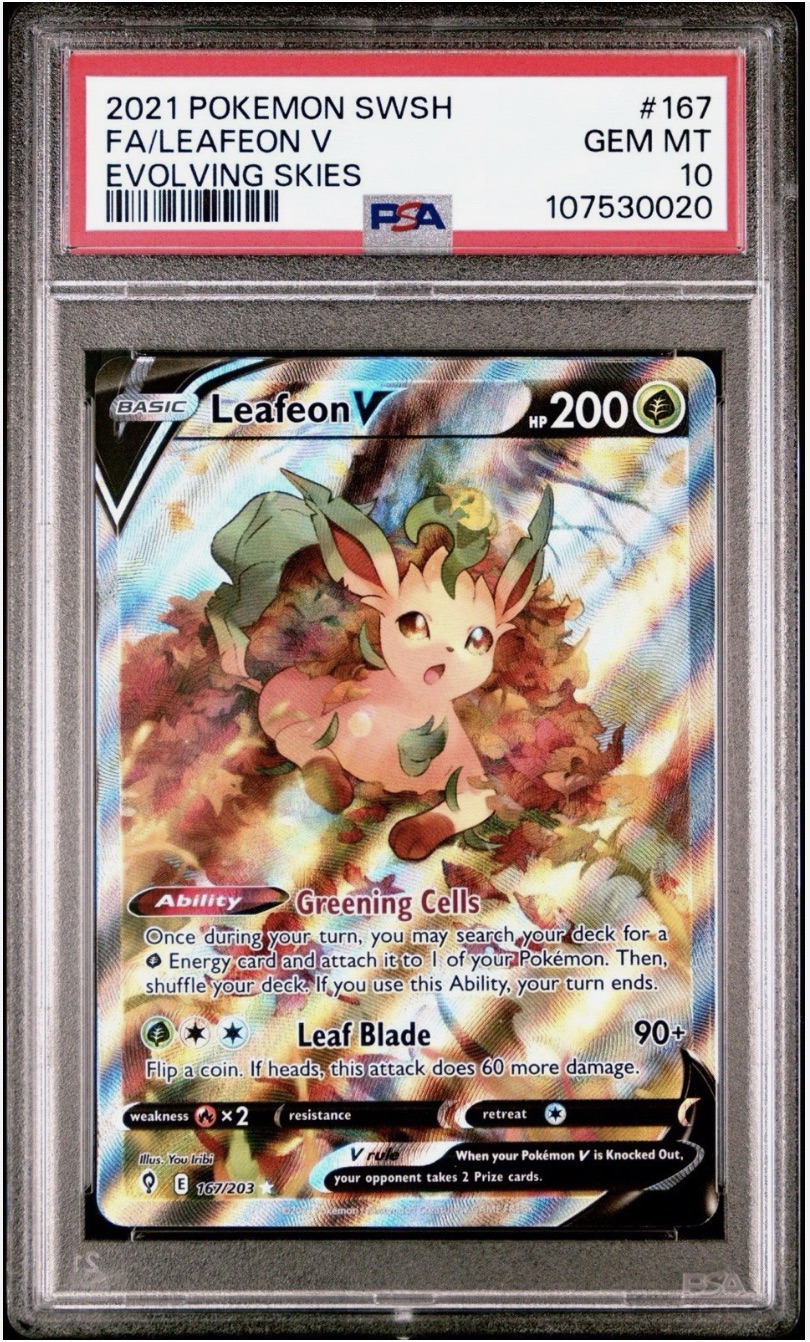 2021 POKEMON SWSH #167
FA/LEAFEON V GEM MT
EVOLVING SKIES 10
PSA 107530020
BASIC Leafeon V HP 200
Ability Greening Cells
Once during your turn, you may search your deck for a
Energy card and attach it to 1 of your Pokémon. Then,
shuffle your deck. If you use this Ability, your turn ends.
Leaf Blade 90+
Flip a coin. If heads, this attack does 60 more damage.
weakness ×2 resistance retreat
V rule When your Pokémon V is Knocked Out,
your opponent takes 2 Prize cards.
Illus. You Iribi
E 167/203
PSA